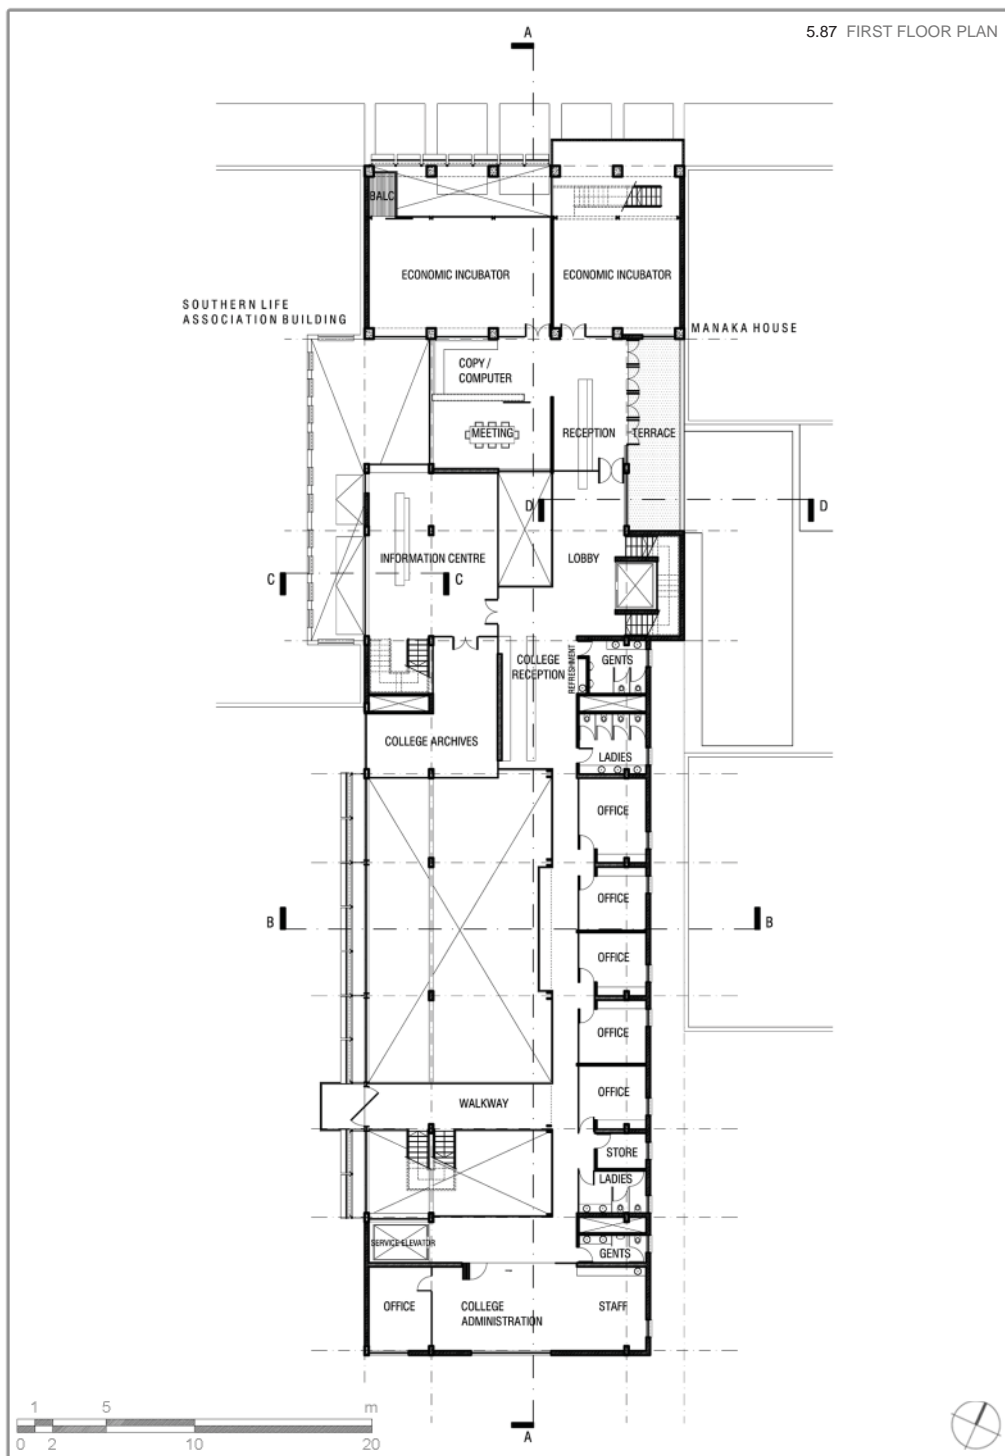 5.87 FIRST FLOOR PLAN
A
BALC
ECONOMIC INCUBATOR
ECONOMIC INCUBATOR
SOUTHERN LIFE
ASSOCIATION BUILDING
MANAKA HOUSE
COPY /
COMPUTER
MEETING
RECEPTION
TERRACE
D
D
INFORMATION CENTRE
LOBBY
C
C
COLLEGE
RECEPTION
REFRESHMENT
GENTS
COLLEGE ARCHIVES
LADIES
OFFICE
OFFICE
B
B
OFFICE
OFFICE
OFFICE
WALKWAY
STORE
LADIES
SERVICE ELEVATOR
GENTS
OFFICE
COLLEGE
ADMINISTRATION
STAFF
1 5 m
0 2 10 20
A